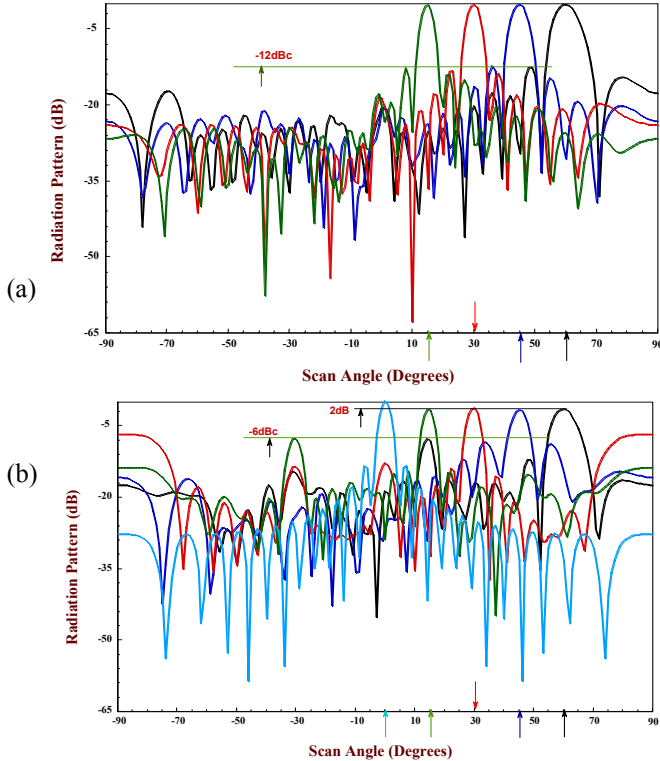 -5
-12dBc
-20
-35
-50
-65
Radiation Pattern (dB)
(a)
-90 -70 -50 -30 -10 10 30 50 70 90
Scan Angle (Degrees)
2dB
-5
-6dBc
-20
-35
-50
-65
Radiation Pattern (dB)
(b)
-90 -70 -50 -30 -10 10 30 50 70 90
Scan Angle (Degrees)